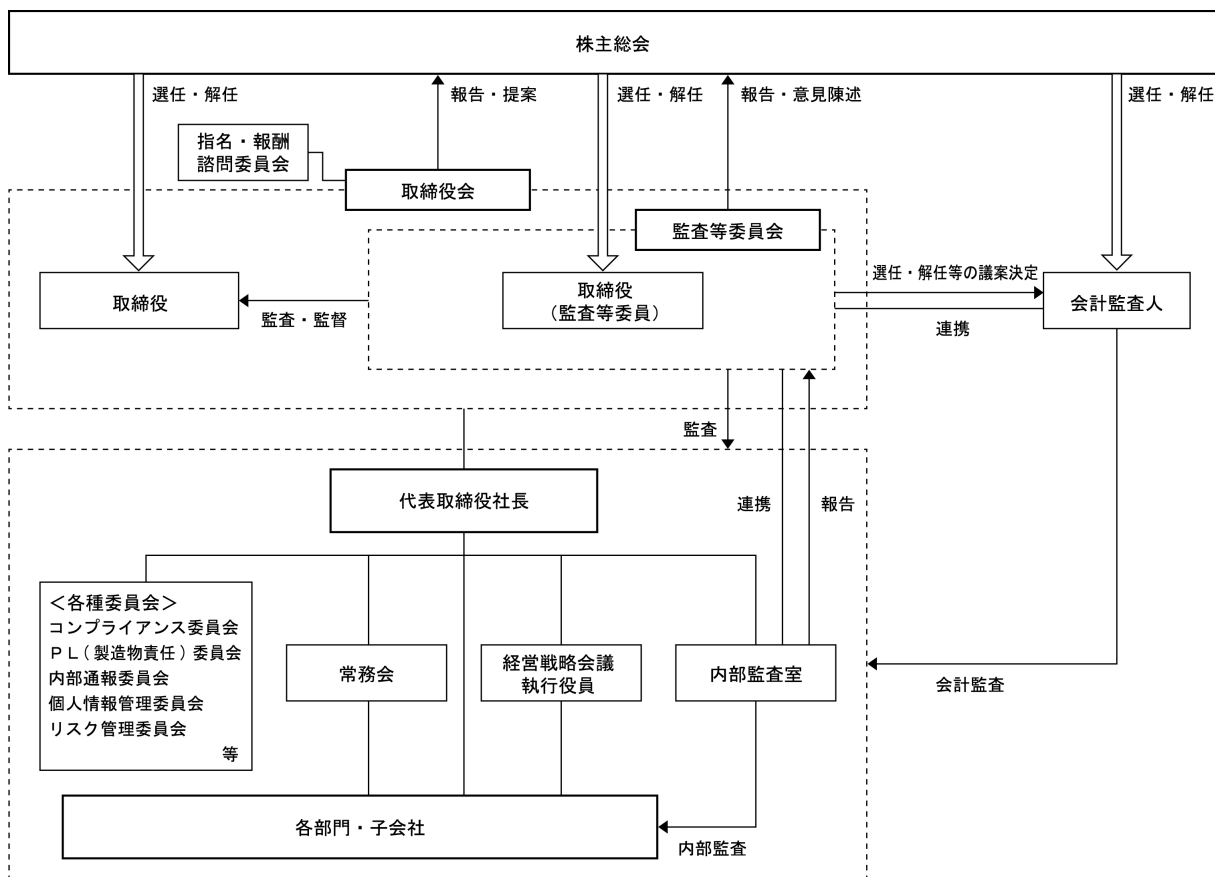 株主総会
選任・解任
報告・提案
選任・解任
報告・意見陳述
選任・解任
指名・報酬
諮問委員会
取締役会
監査等委員会
取締役
監査・監督
取締役
（監査等委員）
選任・解任等の議案決定
連携
会計監査人
監査
代表取締役社長
連携
報告
＜各種委員会＞
コンプライアンス委員会
ＰＬ（製造物責任）委員会
内部通報委員会
個人情報管理委員会
リスク管理委員会
等
常務会
経営戦略会議
執行役員
内部監査室
会計監査
各部門・子会社
内部監査